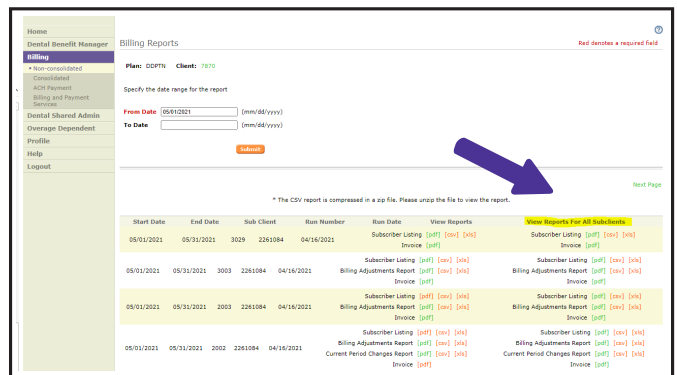 Home
Dental Benefit Manager
Billing
Non-consolidated
Consolidated
ACH Payment
Billing and Payment
Services
Dental Shared Admin
Overage Dependent
Profile
Help
Logout
?
Billing Reports
Red denotes a required field
Plan: DDPTN Client: 7870
Specify the date range for the report
From Date 05/01/2021 (mm/dd/yyyy)
To Date (mm/dd/yyyy)
Submit
Next Page
* The CSV report is compressed in a zip file. Please unzip the file to view the report.
Start Date End Date Sub Client Run Number Run Date View Reports View Reports For All Subclients
Subscriber Listing [pdf] [csv] [xls] Subscriber Listing [pdf] [csv] [xls]
05/01/2021 05/31/2021 3029 2261084 04/16/2021
Invoice [pdf] Invoice [pdf]
Subscriber Listing [pdf] [csv] [xls] Subscriber Listing [pdf] [csv] [xls]
05/01/2021 05/31/2021 3003 2261084 04/16/2021 Billing Adjustments Report [pdf] [csv] [xls] Billing Adjustments Report [pdf] [csv] [xls]
Invoice [pdf] Invoice [pdf]
Subscriber Listing [pdf] [csv] [xls] Subscriber Listing [pdf] [csv] [xls]
05/01/2021 05/31/2021 2003 2261084 04/16/2021 Billing Adjustments Report [pdf] [csv] [xls] Billing Adjustments Report [pdf] [csv] [xls]
Invoice [pdf] Invoice [pdf]
Subscriber Listing [pdf] [csv] [xls] Subscriber Listing [pdf] [csv] [xls]
Billing Adjustments Report [pdf] [csv] [xls] Billing Adjustments Report [pdf] [csv] [xls]
05/01/2021 05/31/2021 2002 2261084 04/16/2021
Current Period Changes Report [pdf] [csv] [xls] Current Period Changes Report [pdf] [csv] [xls]
Invoice [pdf] Invoice [pdf]